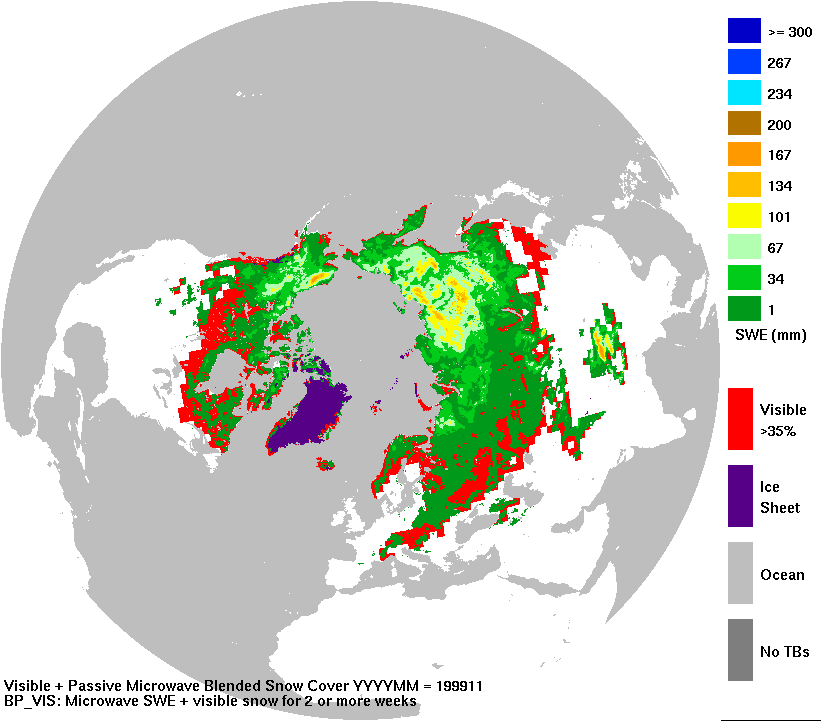 >= 300
267
234
200
167
134
101
67
34
1
SWE (mm)
Visible
>35%
Ice
Sheet
Ocean
No TBs
Visible + Passive Microwave Blended Snow Cover YYYYMM = 199911
BP_VIS: Microwave SWE + visible snow for 2 or more weeks